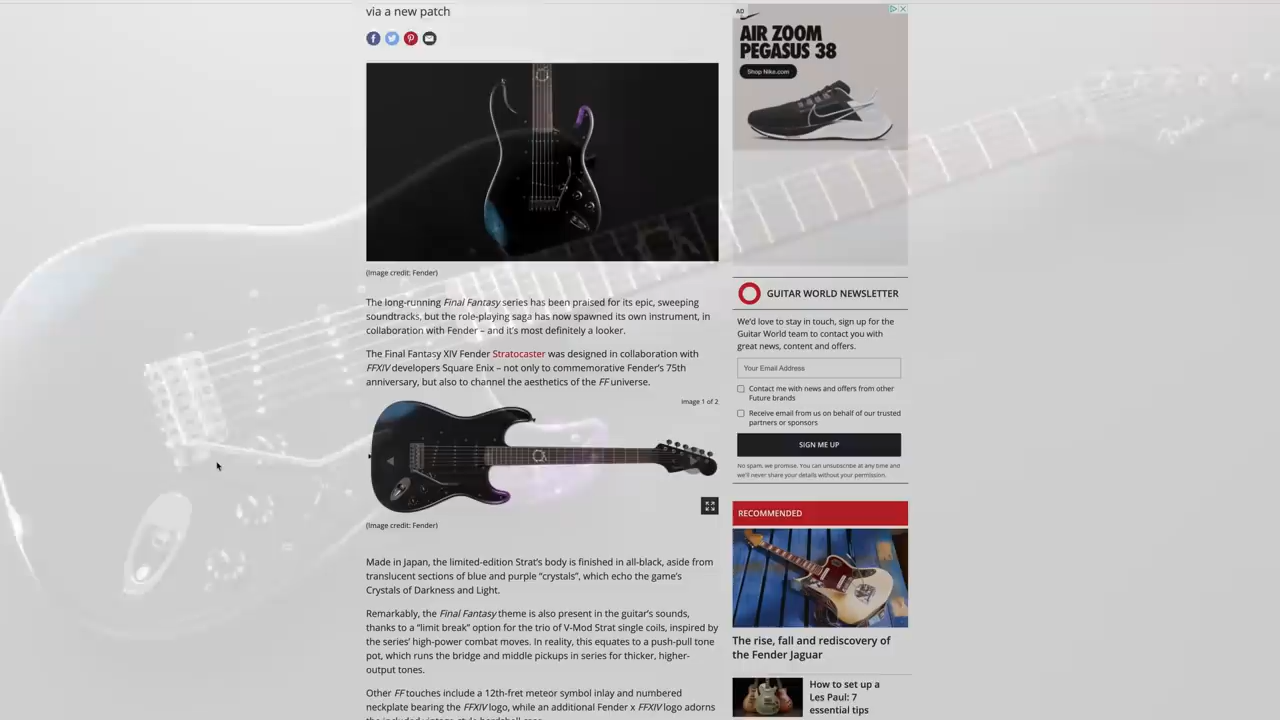 via a new patch
AD
AIR ZOOM
PEGASUS 38
Shop Nike.com
(Image credit: Fender)
The long-running Final Fantasy series has been praised for its epic, sweeping
soundtracks, but the role-playing saga has now spawned its own instrument, in
collaboration with Fender – and it's most definitely a looker.
The Final Fantasy XIV Fender Stratocaster was designed in collaboration with
FFXIV developers Square Enix – not only to commemorative Fender's 75th
anniversary, but also to channel the aesthetics of the FF universe.
Image 1 of 2
(Image credit: Fender)
Made in Japan, the limited-edition Strat's body is finished in all-black, aside from
translucent sections of blue and purple "crystals", which echo the game's
Crystals of Darkness and Light.
Remarkably, the Final Fantasy theme is also present in the guitar's sounds,
thanks to a "limit break" option for the trio of V-Mod Strat single coils, inspired by
the series' high-power combat moves. In reality, this equates to a push-pull tone
pot, which runs the bridge and middle pickups in series for thicker, higher-
output tones.
Other FF touches include a 12th-fret meteor symbol inlay and numbered
neckplate bearing the FFXIV logo, while an additional Fender x FFXIV logo adorns
the included vintage-style hardshell case.
GUITAR WORLD NEWSLETTER
We'd love to stay in touch, sign up for the
Guitar World team to contact you with
great news, content and offers.
Your Email Address
Contact me with news and offers from other
Future brands
Receive email from us on behalf of our trusted
partners or sponsors
SIGN ME UP
No spam, we promise. You can unsubscribe at any time and
we'll never share your details without your permission.
RECOMMENDED
The rise, fall and rediscovery of
the Fender Jaguar
How to set up a
Les Paul: 7
essential tips
Fender